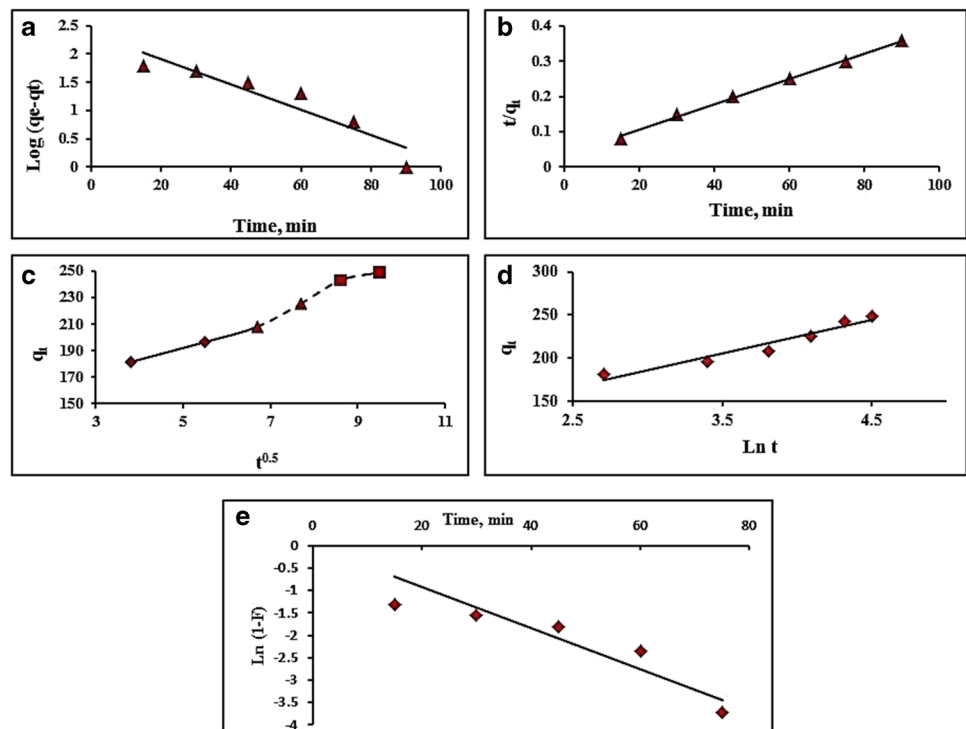 a
2.5
2
1.5
1
0.5
0
0 20 40 60 80 100
Log (qe-qt)
Time, min
b
0.4
0.3
0.2
0.1
0
0 20 40 60 80 100
t/qt
Time, min
c
250
230
210
190
170
150
3 5 7 9 11
qt
t0.5
d
300
250
200
150
2.5 3.5 4.5
qt
Ln t
e
0 20 40 60 80
Time, min
0
-0.5
-1
-1.5
-2
-2.5
-3
-3.5
-4
Ln (1-F)